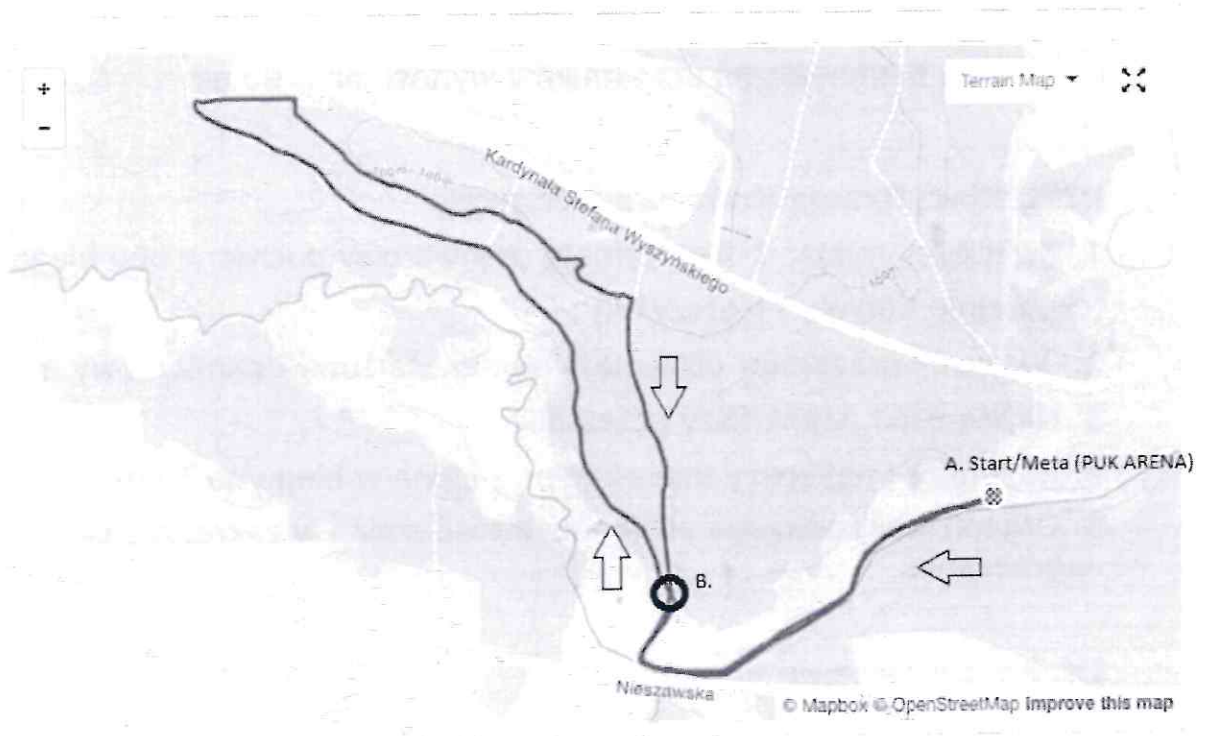 +
Terrain Map
-
Kardynała Stefana Wyszyńskiego
A. Start/Meta (PUK ARENA)
B.
Nieszawska
© Mapbox © OpenStreetMap Improve this map